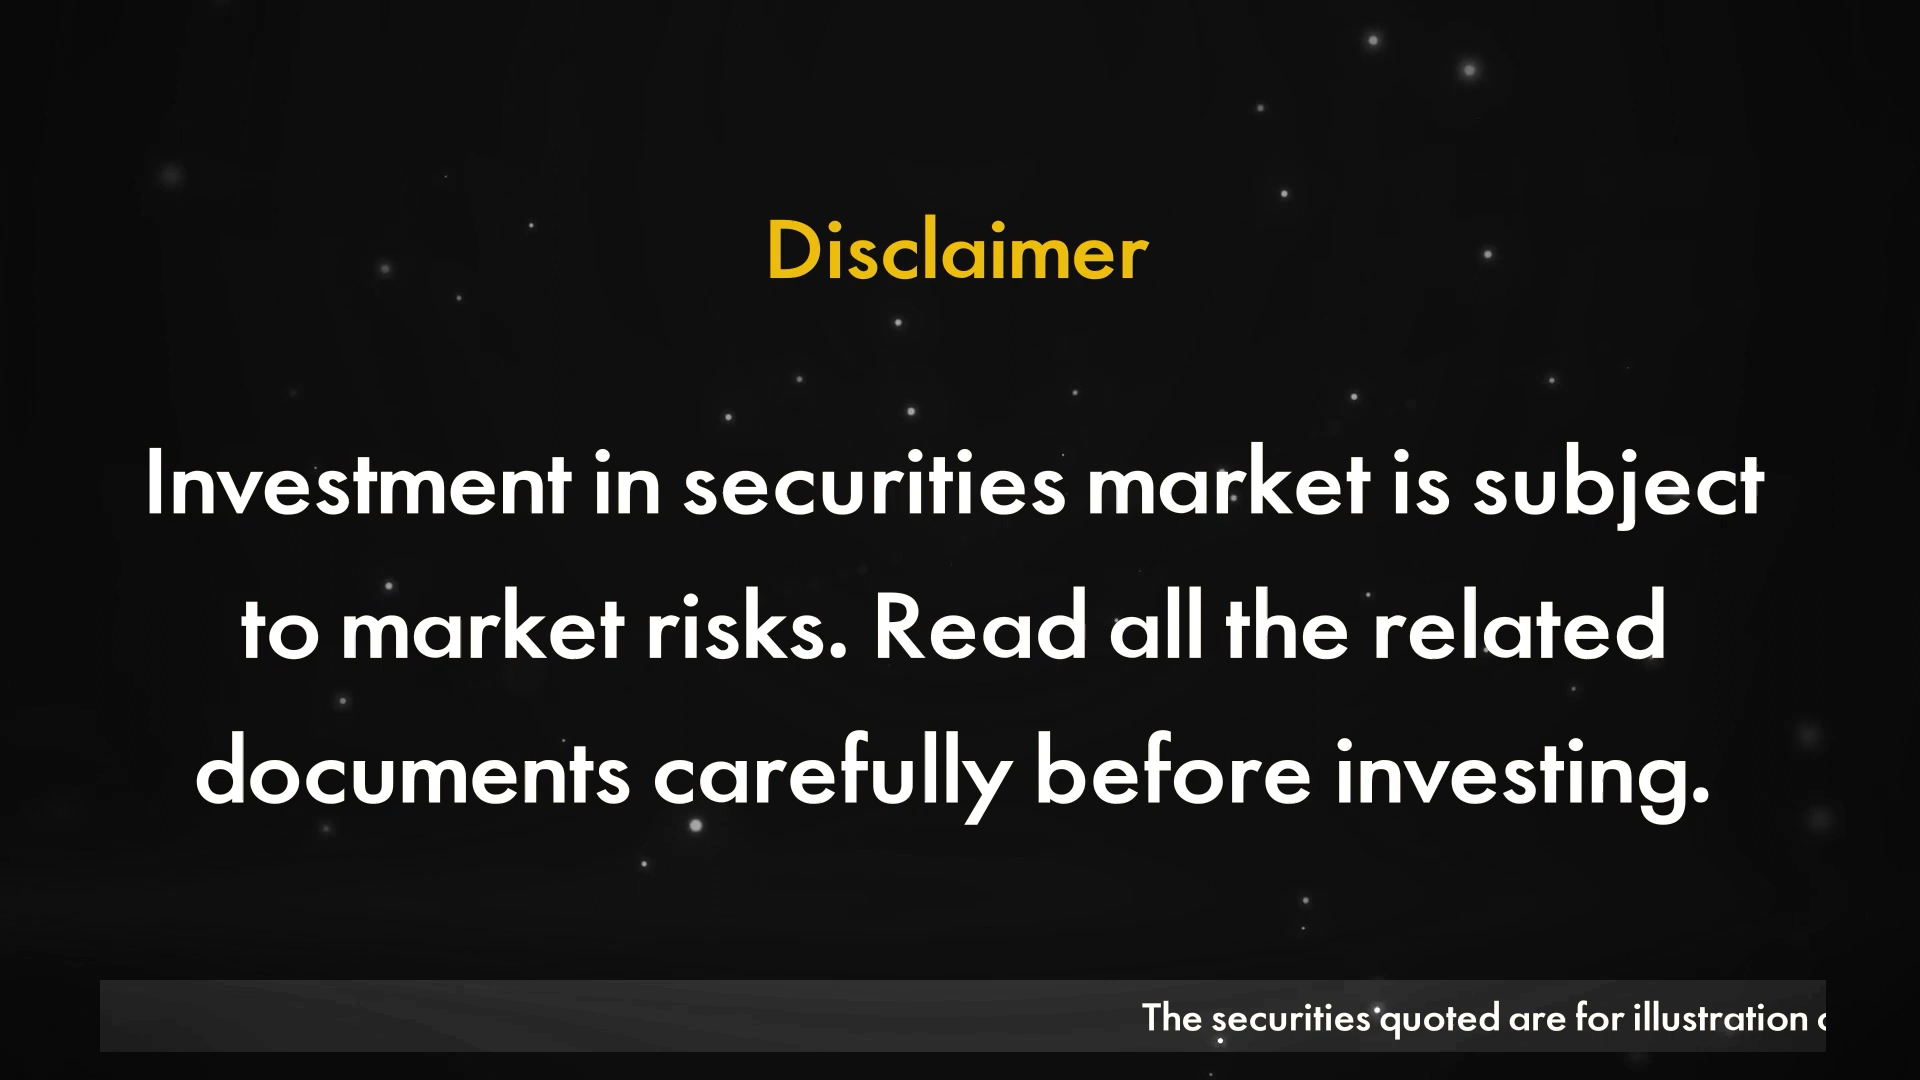 Disclaimer
Investment in securities market is subject
to market risks. Read all the related
documents carefully before investing.
The securities quoted are for illustration